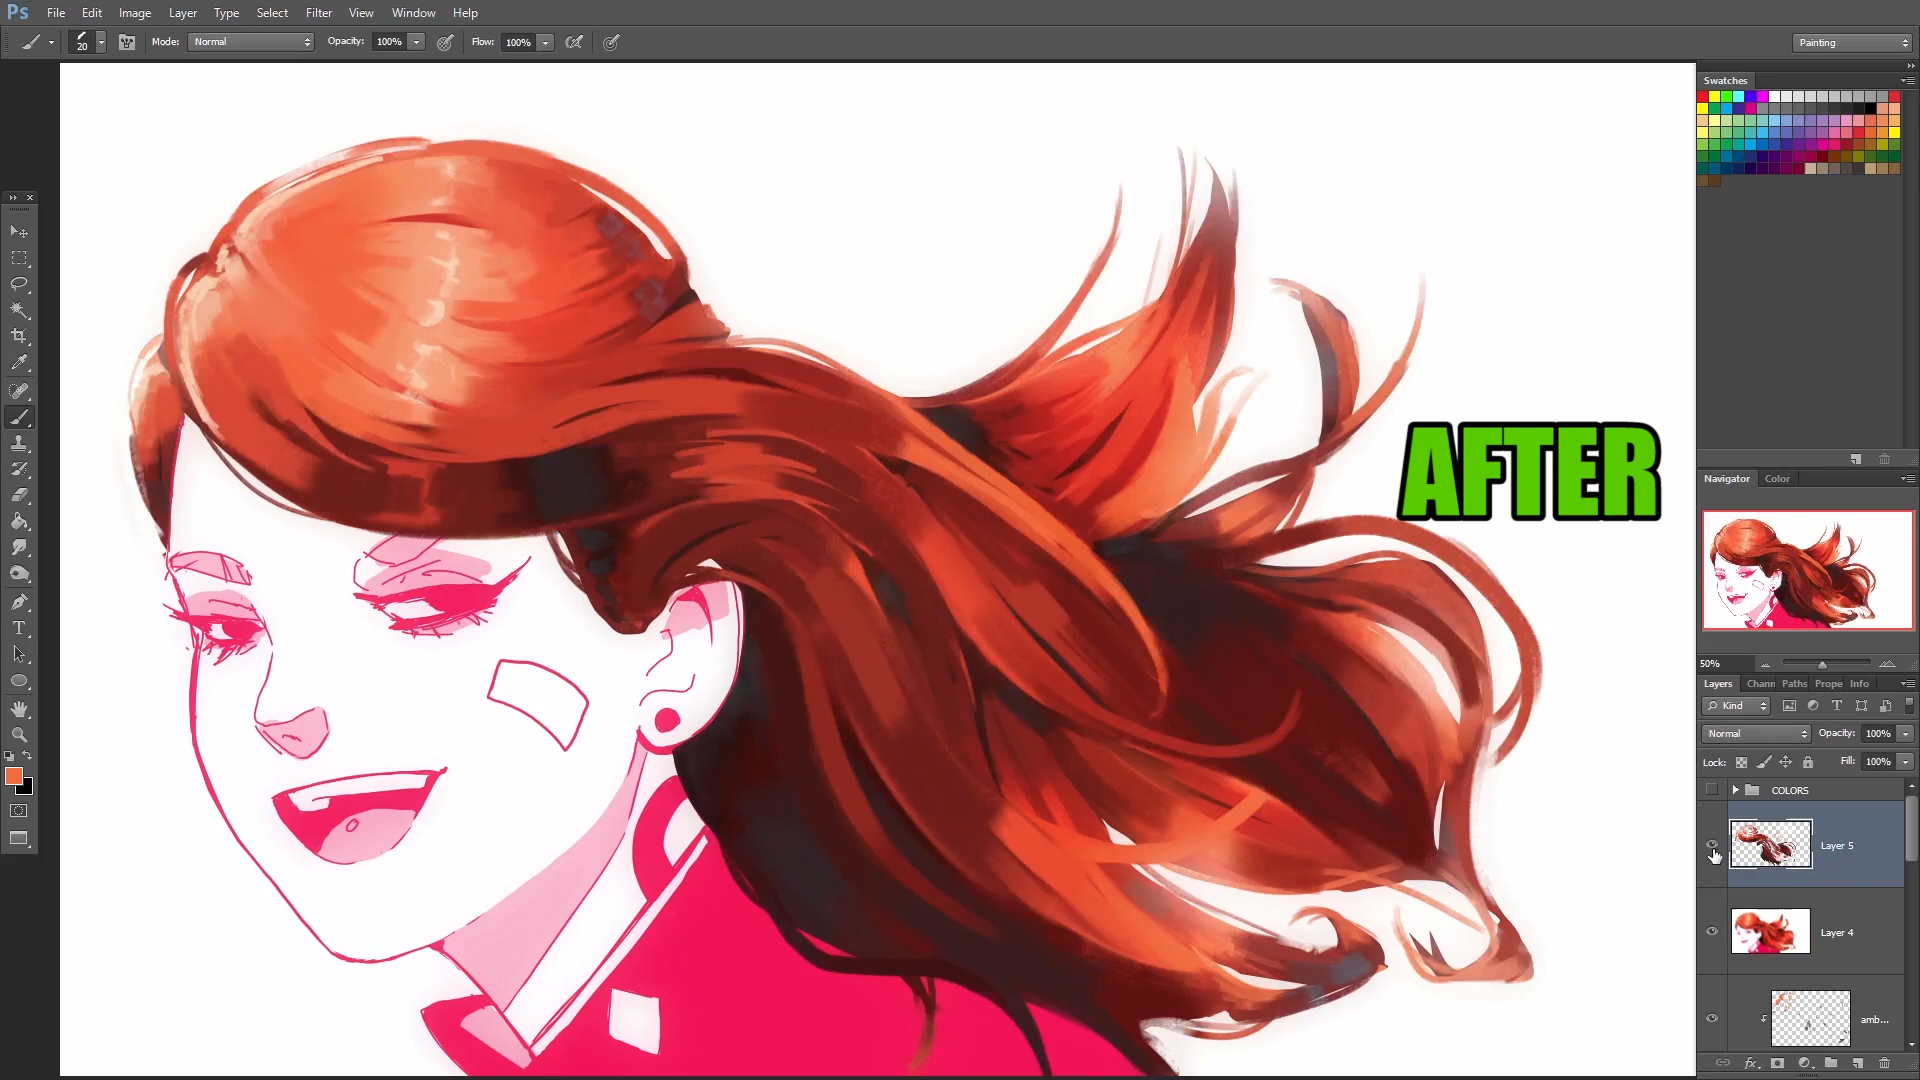 Ps File Edit Image Layer Type Select Filter View Window Help
20 Mode: Normal Opacity: 100% Flow: 100% Painting
Swatches
AFTER
Navigator Color
50%
Layers Chann Paths Prope Info
Kind
Normal Opacity: 100%
Lock: Fill: 100%
COLORS
Layer 5
Layer 4
amb...